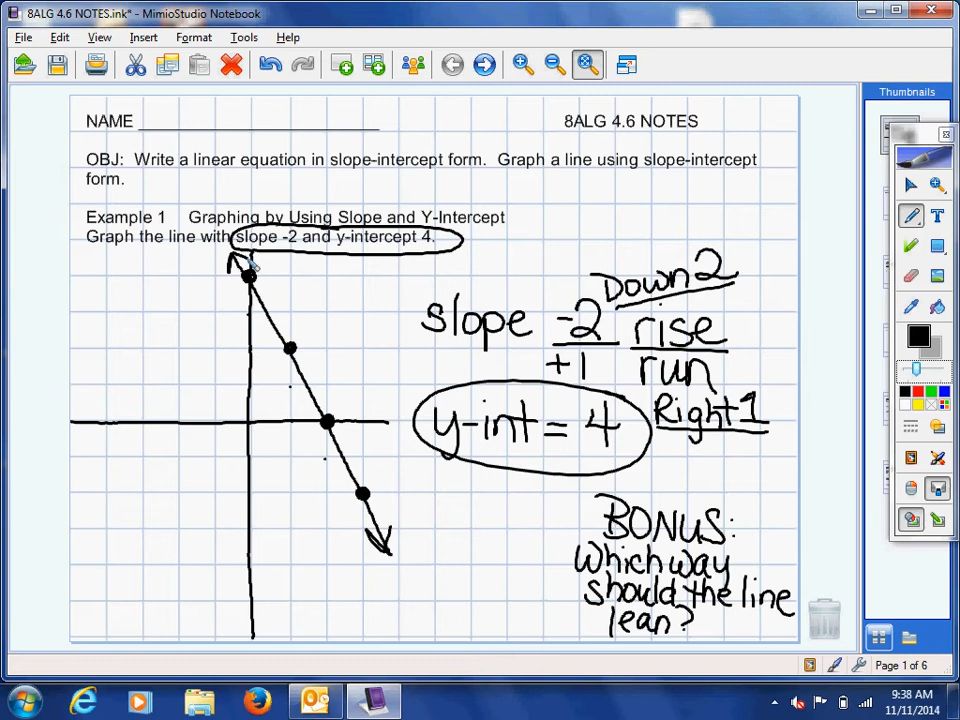 8ALG 4.6 NOTES.ink* - MimioStudio Notebook
File Edit View Insert Format Tools Help
Thumbnails
NAME ___________________________ 8ALG 4.6 NOTES
OBJ: Write a linear equation in slope-intercept form. Graph a line using slope-intercept
form.
Example 1 Graphing by Using Slope and Y-Intercept
Graph the line with slope -2 and y-intercept 4.
Down 2
slope -2 rise
+1 run
Right 1
y-int = 4
BONUS:
Which way
should the line
lean?
Page 1 of 6
9:38 AM
11/11/2014